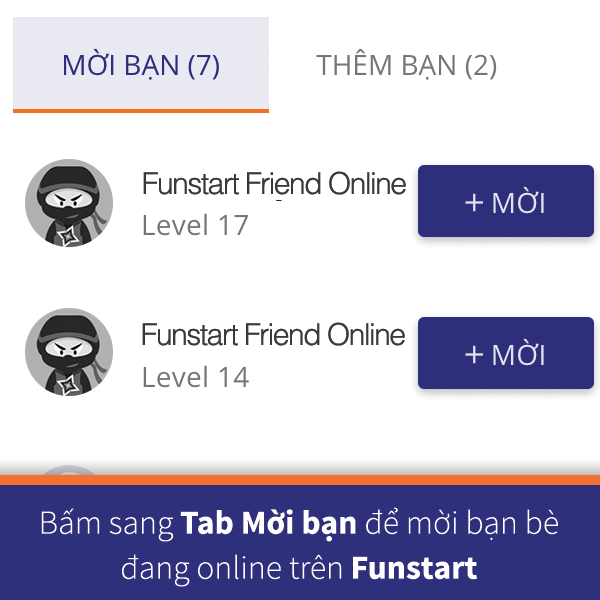 MỜI BẠN (7)
THÊM BẠN (2)
Funstart Friend Online
Level 17
+ MỜI
Funstart Friend Online
Level 14
+ MỜI
Bấm sang Tab Mời bạn để mời bạn bè
đang online trên Funstart